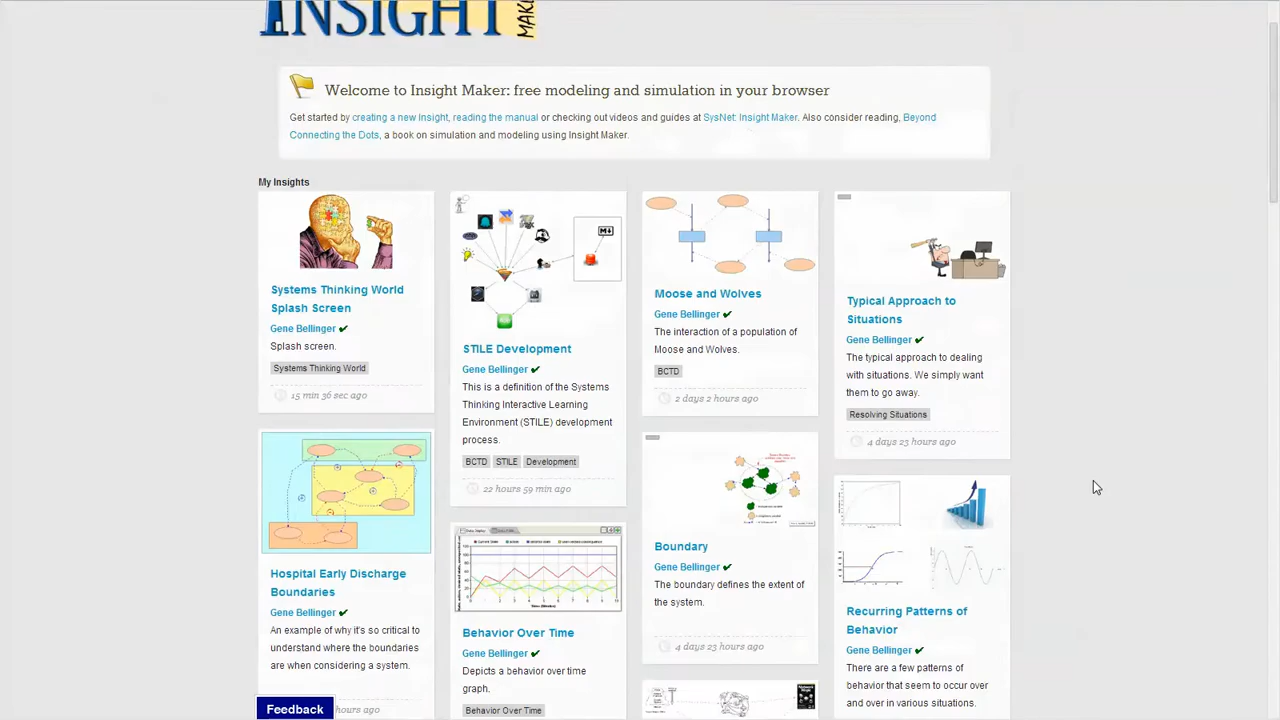 INSIGHT
Welcome to Insight Maker: free modeling and simulation in your browser
Get started by creating a new Insight, reading the manual or checking out videos and guides at SysNet: Insight Maker. Also consider reading, Beyond
Connecting the Dots, a book on simulation and modeling using Insight Maker.
My Insights
Systems Thinking World
Splash Screen
Gene Bellinger ✔
Splash screen.
Systems Thinking World
15 min 36 sec ago
Hospital Early Discharge
Boundaries
Gene Bellinger ✔
An example of why it's so critical to
understand where the boundaries
are when considering a system.
hours ago
Feedback
STILE Development
Gene Bellinger ✔
This is a definition of the Systems
Thinking Interactive Learning
Environment (STILE) development
process.
BCTD STILE Development
22 hours 59 min ago
Behavior Over Time
Gene Bellinger ✔
Depicts a behavior over time
graph.
Behavior Over Time
Moose and Wolves
Gene Bellinger ✔
The interaction of a population of
Moose and Wolves.
BCTD
2 days 2 hours ago
Boundary
Gene Bellinger ✔
The boundary defines the extent of
the system.
4 days 23 hours ago
Typical Approach to
Situations
Gene Bellinger ✔
The typical approach to dealing
with situations. We simply want
them to go away.
Resolving Situations
4 days 23 hours ago
Recurring Patterns of
Behavior
Gene Bellinger ✔
There are a few patterns of
behavior that seem to occur over
and over in various situations.